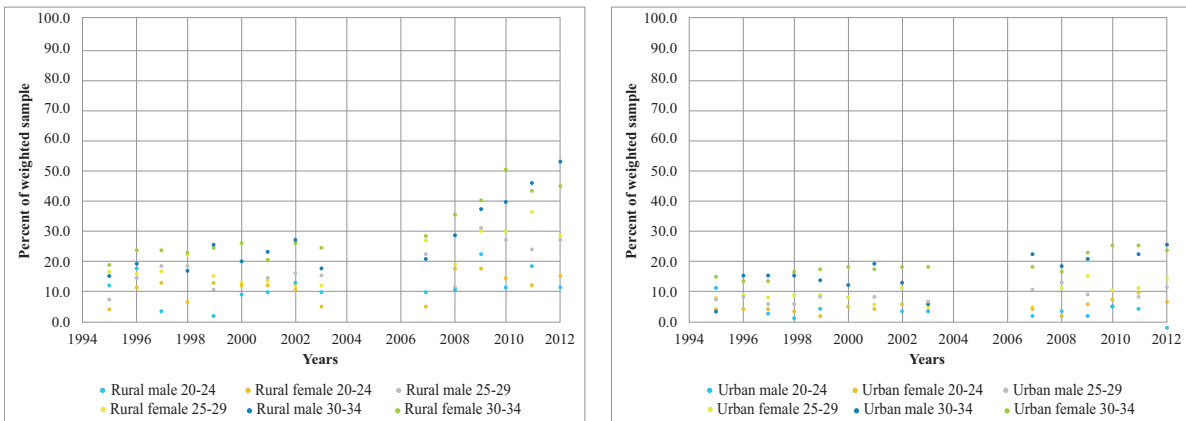 100.0
90.0
80.0
70.0
60.0
50.0
40.0
30.0
20.0
10.0
0.0
Percent of weighted sample
1994 1996 1998 2000 2002 2004 2006 2008 2010 2012
Years
Rural male 20-24 Rural female 20-24 Rural male 25-29
Rural female 25-29 Rural male 30-34 Rural female 30-34
100.0
90.0
80.0
70.0
60.0
50.0
40.0
30.0
20.0
10.0
0.0
Percent of weighted sample
1994 1996 1998 2000 2002 2004 2006 2008 2010 2012
Years
Urban male 20-24 Urban female 20-24 Urban male 25-29
Urban female 25-29 Urban male 30-34 Urban female 30-34